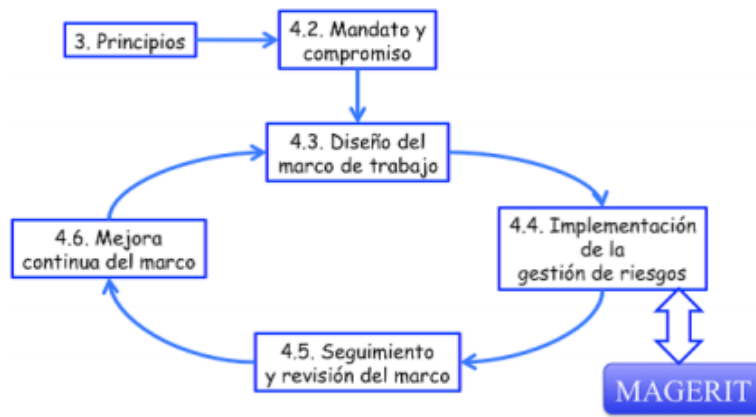 3. Principios
4.2. Mandato y
compromiso
4.3. Diseño del
marco de trabajo
4.6. Mejora
continua del marco
4.4. Implementación
de la
gestión de riesgos
4.5. Seguimiento
y revisión del marco
MAGERIT